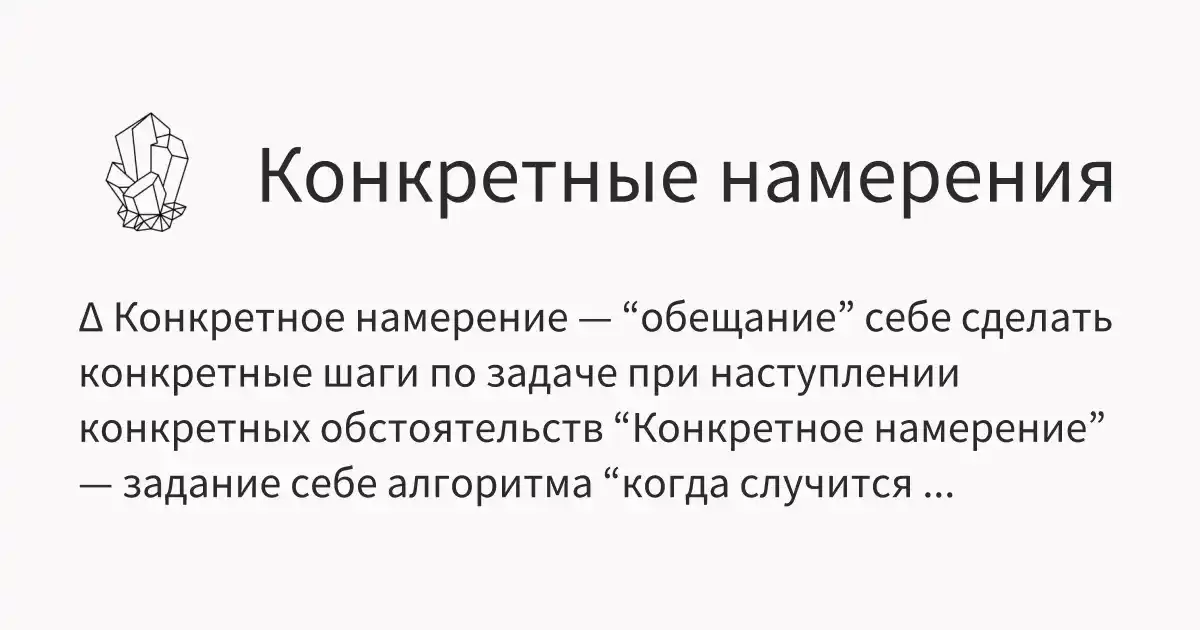 Конкретные намерения
Δ Конкретное намерение — “обещание” себе сделать
конкретные шаги по задаче при наступлении
конкретных обстоятельств “Конкретное намерение”
— задание себе алгоритма “когда случится ...